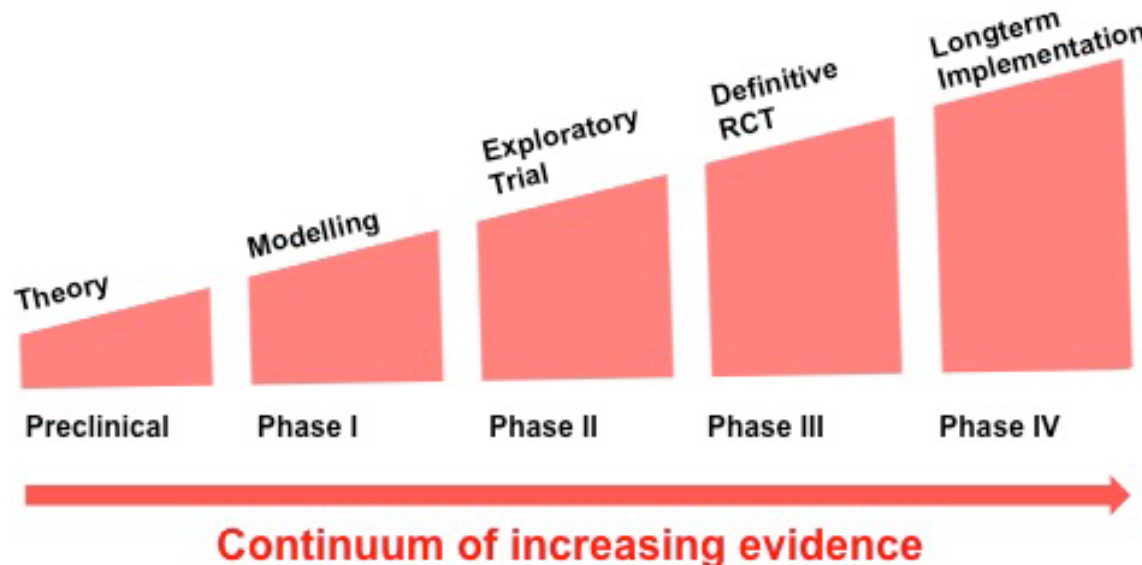 Theory
Modelling
Exploratory
Trial
Definitive
RCT
Longterm
Implementation
Preclinical
Phase I
Phase II
Phase III
Phase IV
Continuum of increasing evidence